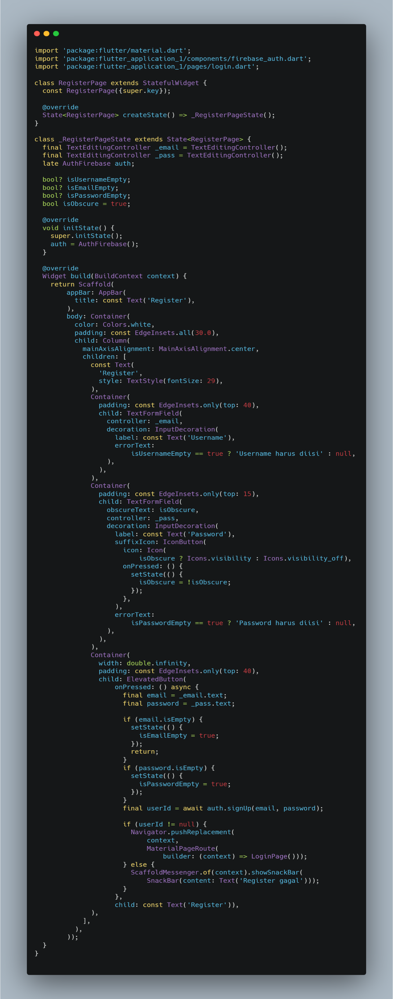 import 'package:flutter/material.dart';
import 'package:flutter_application_1/components/firebase_auth.dart';
import 'package:flutter_application_1/pages/login.dart';

class RegisterPage extends StatefulWidget {
  const RegisterPage({super.key});

  @override
  State<RegisterPage> createState() => _RegisterPageState();
}

class _RegisterPageState extends State<RegisterPage> {
  final TextEditingController _email = TextEditingController();
  final TextEditingController _pass = TextEditingController();
  late AuthFirebase auth;

  bool? isUsernameEmpty;
  bool? isEmailEmpty;
  bool? isPasswordEmpty;
  bool isObscure = true;

  @override
  void initState() {
    super.initState();
    auth = AuthFirebase();
  }

  @override
  Widget build(BuildContext context) {
    return Scaffold(
        appBar: AppBar(
          title: const Text('Register'),
        ),
        body: Container(
          color: Colors.white,
          padding: const EdgeInsets.all(30.0),
          child: Column(
            mainAxisAlignment: MainAxisAlignment.center,
            children: [
              const Text(
                'Register',
                style: TextStyle(fontSize: 29),
              ),
              Container(
                padding: const EdgeInsets.only(top: 40),
                child: TextFormField(
                  controller: _email,
                  decoration: InputDecoration(
                    label: const Text('Username'),
                    errorText:
                        isUsernameEmpty == true ? 'Username harus diisi' : null,
                  ),
                ),
              ),
              Container(
                padding: const EdgeInsets.only(top: 15),
                child: TextFormField(
                  obscureText: isObscure,
                  controller: _pass,
                  decoration: InputDecoration(
                    label: const Text('Password'),
                    suffixIcon: IconButton(
                      icon: Icon(
                          isObscure ? Icons.visibility : Icons.visibility_off),
                      onPressed: () {
                        setState(() {
                          isObscure = !isObscure;
                        });
                      },
                    ),
                    errorText:
                        isPasswordEmpty == true ? 'Password harus diisi' : null,
                  ),
                ),
              ),
              Container(
                width: double.infinity,
                padding: const EdgeInsets.only(top: 40),
                child: ElevatedButton(
                    onPressed: () async {
                      final email = _email.text;
                      final password = _pass.text;

                      if (email.isEmpty) {
                        setState(() {
                          isEmailEmpty = true;
                        });
                        return;
                      }
                      if (password.isEmpty) {
                        setState(() {
                          isPasswordEmpty = true;
                        });
                      }
                      final userId = await auth.signUp(email, password);

                      if (userId != null) {
                        Navigator.pushReplacement(
                            context,
                            MaterialPageRoute(
                                builder: (context) => LoginPage()));
                      } else {
                        ScaffoldMessenger.of(context).showSnackBar(
                            SnackBar(content: Text('Register gagal')));
                      }
                    },
                    child: const Text('Register')),
              ),
            ],
          ),
        ));
  }
}